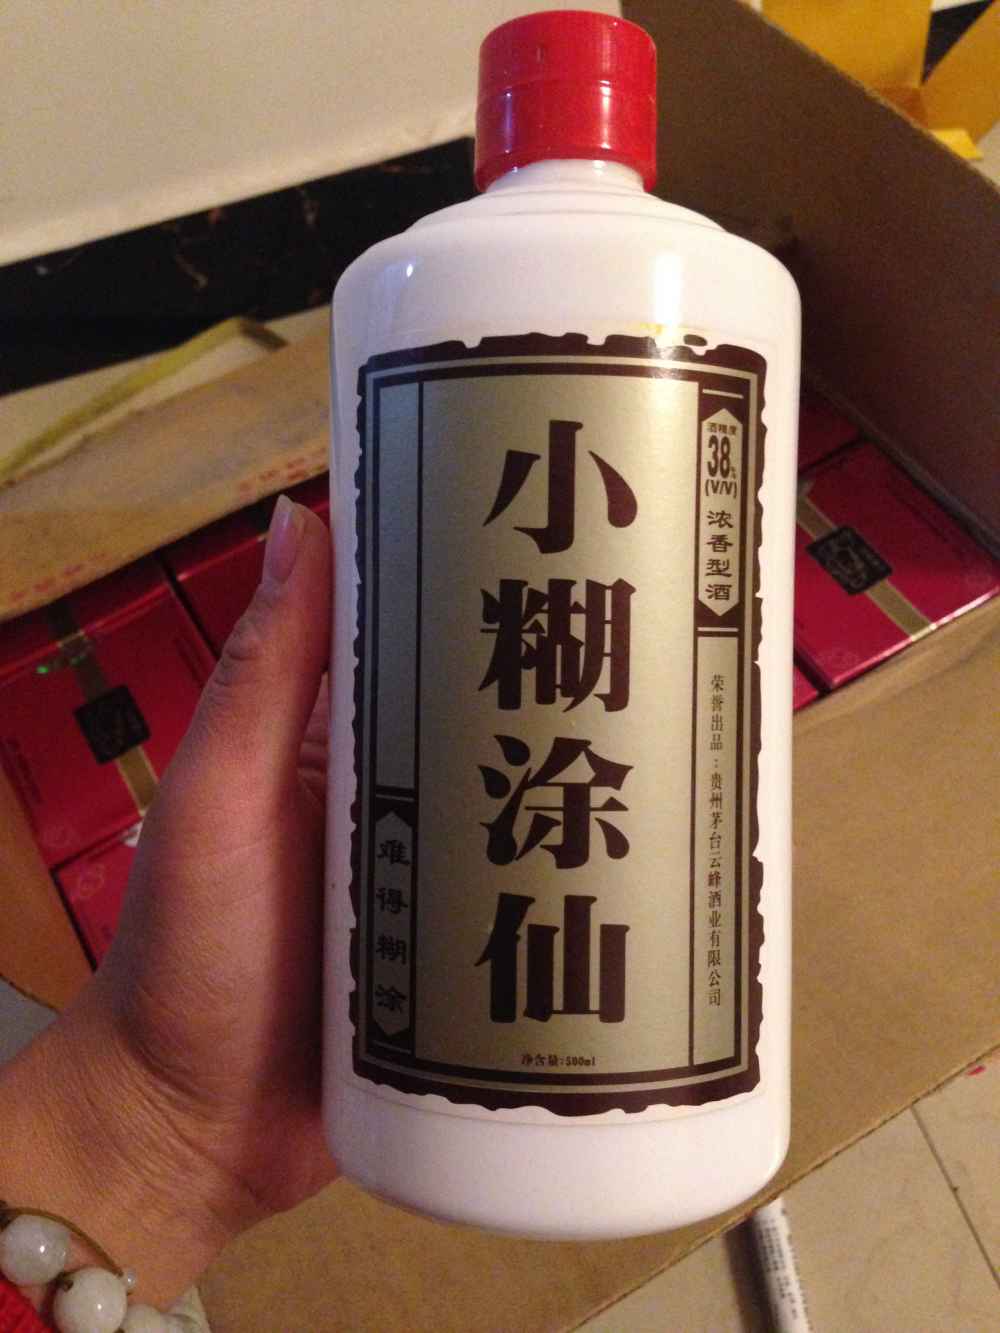 小糊涂仙
酒精度
38%
(V/V)
浓香型酒
荣誉出品：贵州茅台云峰酒业有限公司
难得糊涂
净含量:500ml